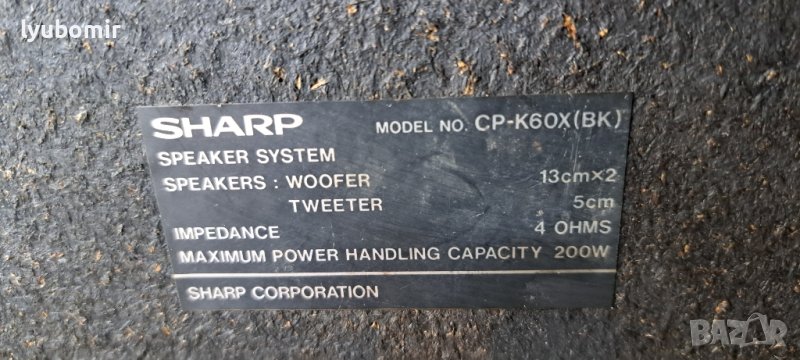 lyubomir
SHARP MODEL NO. CP-K60X(BK)
SPEAKER SYSTEM
SPEAKERS : WOOFER 13cm×2
TWEETER 5cm
IMPEDANCE 4 OHMS
MAXIMUM POWER HANDLING CAPACITY 200W
SHARP CORPORATION
BAZAR